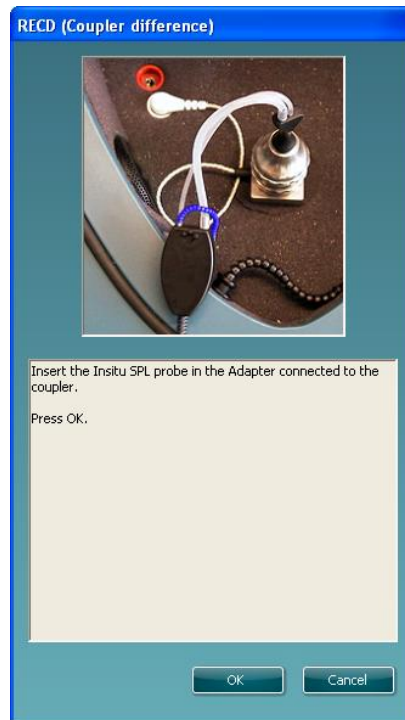 RECD (Coupler difference)
Insert the Insitu SPL probe in the Adapter connected to the
coupler.
Press OK.
OK
Cancel